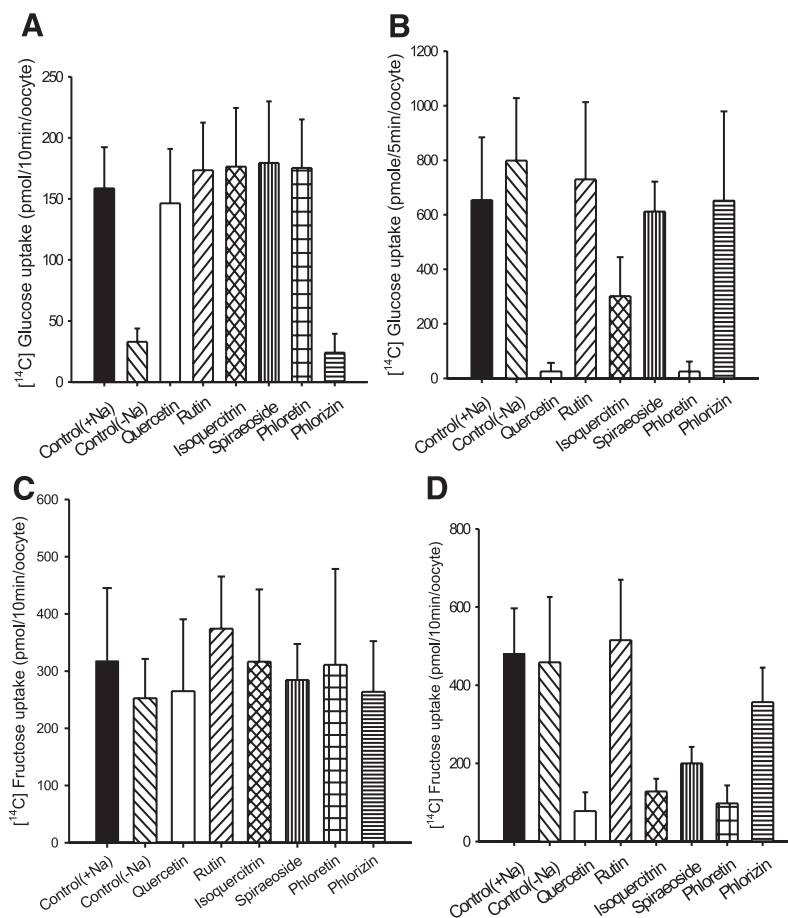 A
[14C] Glucose uptake (pmol/10min/oocyte)
250
200
150
100
50
0
Control(+Na)
Control(-Na)
Quercetin
Rutin
Isoquercitrin
Spiraeoside
Phloretin
Phlorizin
B
[14C] Glucose uptake (pmole/5min/oocyte)
1200
1000
800
600
400
200
0
Control(+Na)
Control(-Na)
Quercetin
Rutin
Isoquercitrin
Spiraeoside
Phloretin
Phlorizin
C
[14C] Fructose uptake (pmol/10min/oocyte)
600
500
400
300
200
100
0
Control(+Na)
Control(-Na)
Quercetin
Rutin
Isoquercitrin
Spiraeoside
Phloretin
Phlorizin
D
[14C] Fructose uptake (pmol/10min/oocyte)
800
600
400
200
0
Control(+Na)
Control(-Na)
Quercetin
Rutin
Isoquercitrin
Spiraeoside
Phloretin
Phlorizin